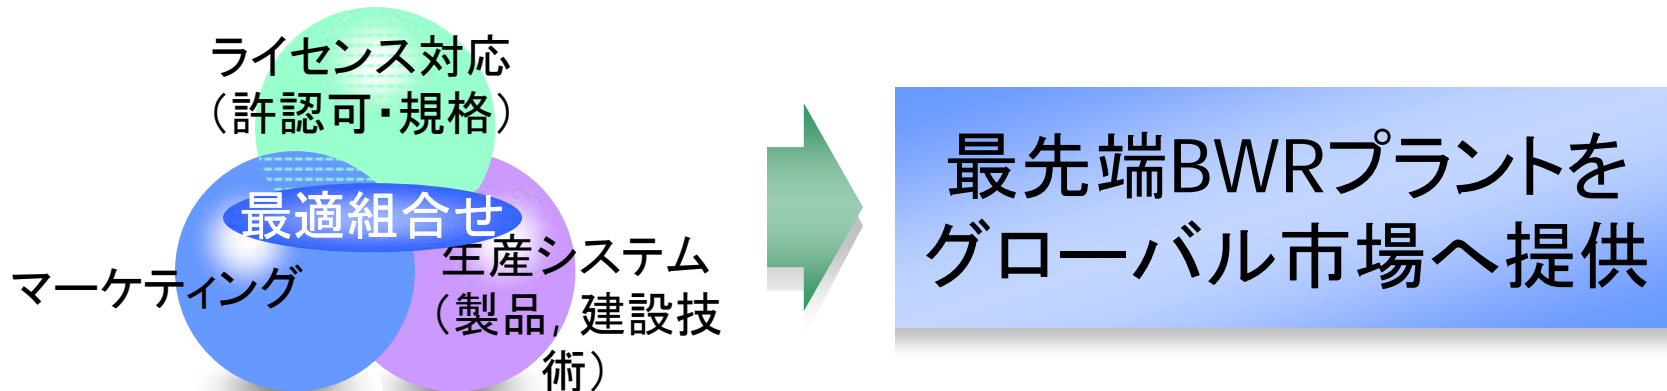 ライセンス対応
（許認可・規格）
最適組合せ
マーケティング
生産システム
（製品, 建設技
術）
最先端BWRプラントを
グローバル市場へ提供